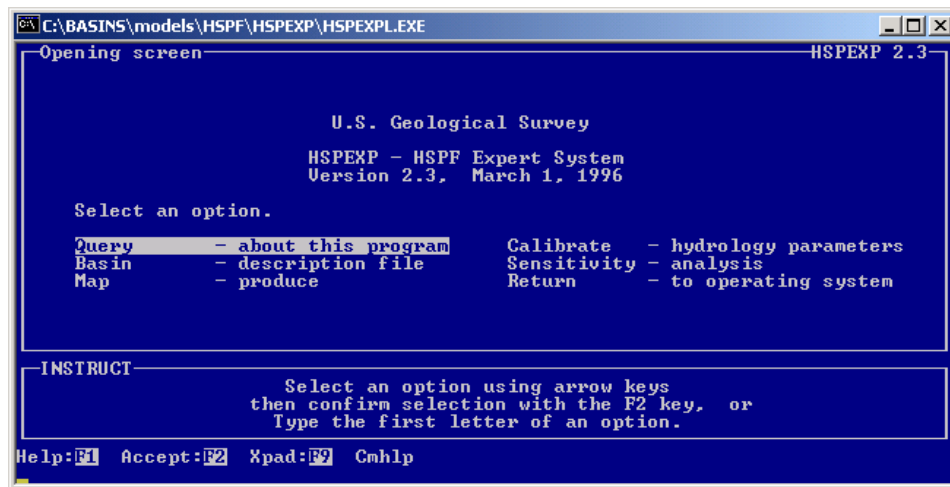 C:\BASINS\models\HSPF\HSPEXP\HSPEXPL.EXE
Opening screen HSPEXP 2.3
U.S. Geological Survey
HSPEXP - HSPF Expert System
Version 2.3, March 1, 1996
Select an option.
Query - about this program Calibrate - hydrology parameters
Basin - description file Sensitivity - analysis
Map - produce Return - to operating system
INSTRUCT
Select an option using arrow keys
then confirm selection with the F2 key, or
Type the first letter of an option.
Help:F1 Accept:F2 Xpad:F9 Cmhlp